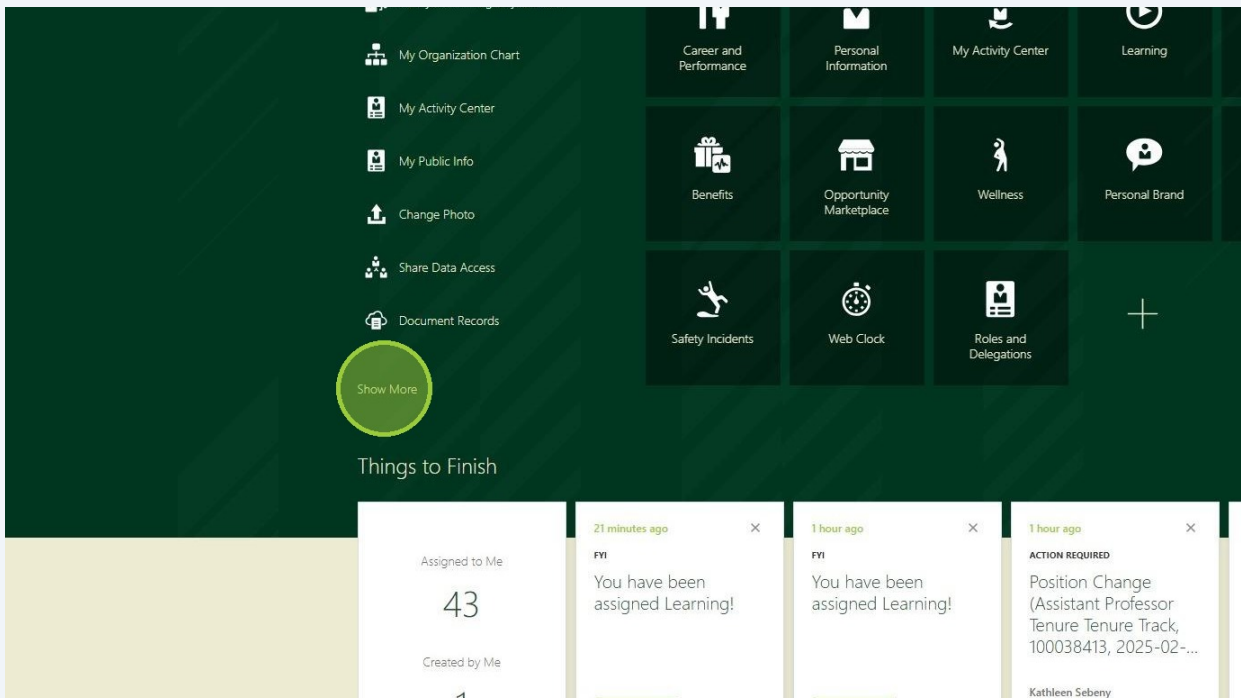 My Organization Chart
My Activity Center
My Public Info
Change Photo
Share Data Access
Document Records
Show More
Career and
Performance
Personal
Information
My Activity Center
Learning
Benefits
Opportunity
Marketplace
Wellness
Personal Brand
Safety Incidents
Web Clock
Roles and
Delegations
Things to Finish
Assigned to Me
43
Created by Me
21 minutes ago
FYI
You have been
assigned Learning!
1 hour ago
FYI
You have been
assigned Learning!
1 hour ago
ACTION REQUIRED
Position Change
(Assistant Professor
Tenure Tenure Track,
100038413, 2025-02-...
Kathleen Sebeny